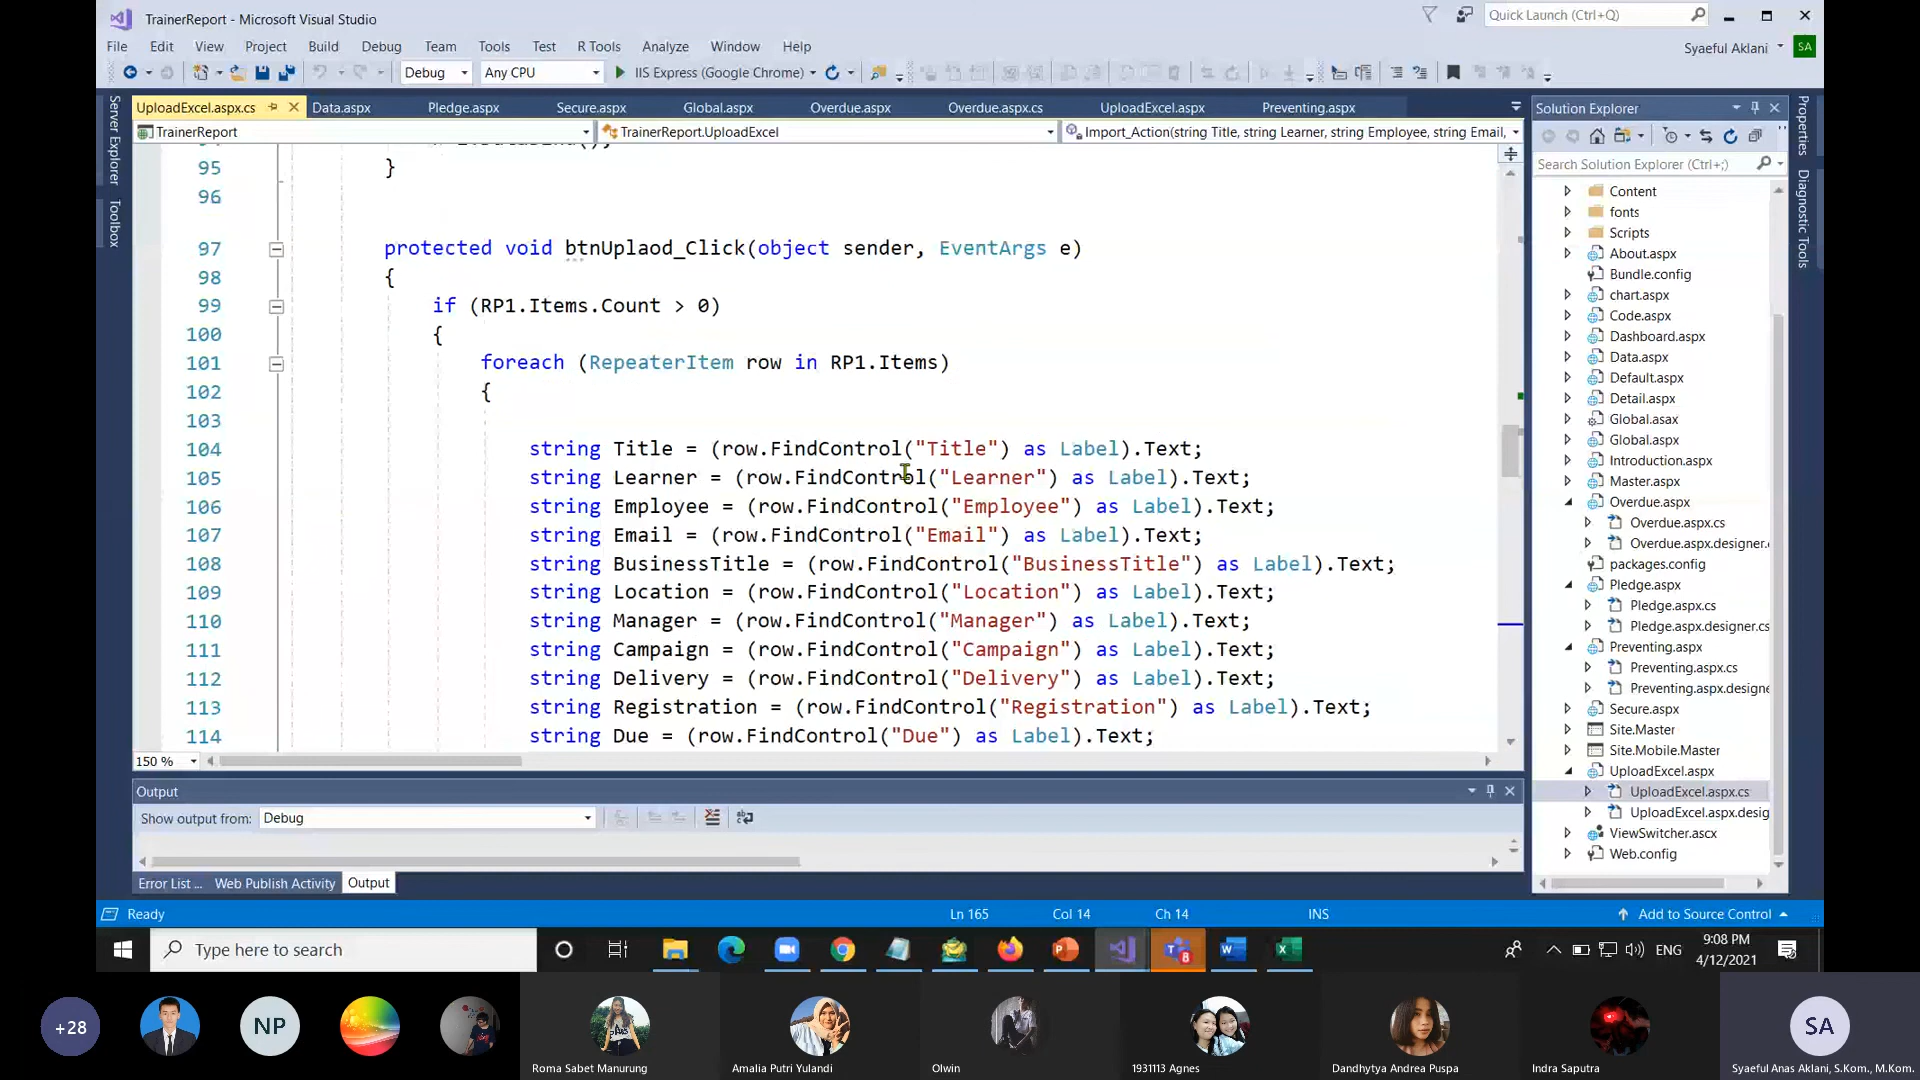 TrainerReport - Microsoft Visual Studio
Quick Launch (Ctrl+Q)
File Edit View Project Build Debug Team Tools Test R Tools Analyze Window Help
Syaeful Aklani SA
Debug Any CPU IIS Express (Google Chrome)
UploadExcel.aspx.cs Data.aspx Pledge.aspx Secure.aspx Global.aspx Overdue.aspx Overdue.aspx.cs UploadExcel.aspx Preventing.aspx
TrainerReport TrainerReport.UploadExcel Import_Action(string Title, string Learner, string Employee, string Email,
Server Explorer
Toolbox
95 }
96
97 protected void btnUplaod_Click(object sender, EventArgs e)
98 {
99 if (RP1.Items.Count > 0)
100 {
101 foreach (RepeaterItem row in RP1.Items)
102 {
103
104 string Title = (row.FindControl("Title") as Label).Text;
105 string Learner = (row.FindControl("Learner") as Label).Text;
106 string Employee = (row.FindControl("Employee") as Label).Text;
107 string Email = (row.FindControl("Email") as Label).Text;
108 string BusinessTitle = (row.FindControl("BusinessTitle") as Label).Text;
109 string Location = (row.FindControl("Location") as Label).Text;
110 string Manager = (row.FindControl("Manager") as Label).Text;
111 string Campaign = (row.FindControl("Campaign") as Label).Text;
112 string Delivery = (row.FindControl("Delivery") as Label).Text;
113 string Registration = (row.FindControl("Registration") as Label).Text;
114 string Due = (row.FindControl("Due") as Label).Text;
150 %
Output
Show output from: Debug
Error List ... Web Publish Activity Output
Solution Explorer
Search Solution Explorer (Ctrl+;)
Content
fonts
Scripts
About.aspx
Bundle.config
chart.aspx
Code.aspx
Dashboard.aspx
Data.aspx
Default.aspx
Detail.aspx
Global.asax
Global.aspx
Introduction.aspx
Master.aspx
Overdue.aspx
Overdue.aspx.cs
Overdue.aspx.designer.c
packages.config
Pledge.aspx
Pledge.aspx.cs
Pledge.aspx.designer.cs
Preventing.aspx
Preventing.aspx.cs
Preventing.aspx.designe
Secure.aspx
Site.Master
Site.Mobile.Master
UploadExcel.aspx
UploadExcel.aspx.cs
UploadExcel.aspx.desig
ViewSwitcher.ascx
Web.config
Properties
Diagnostic Tools
Ready Ln 165 Col 14 Ch 14 INS Add to Source Control
Type here to search
ENG
9:08 PM
4/12/2021
+28
NP
SA
Roma Sabet Manurung
Amalia Putri Yulandi
Olwin
1931113 Agnes
Dandhytya Andrea Puspa
Indra Saputra
Syaeful Anas Aklani, S.Kom., M.Kom.